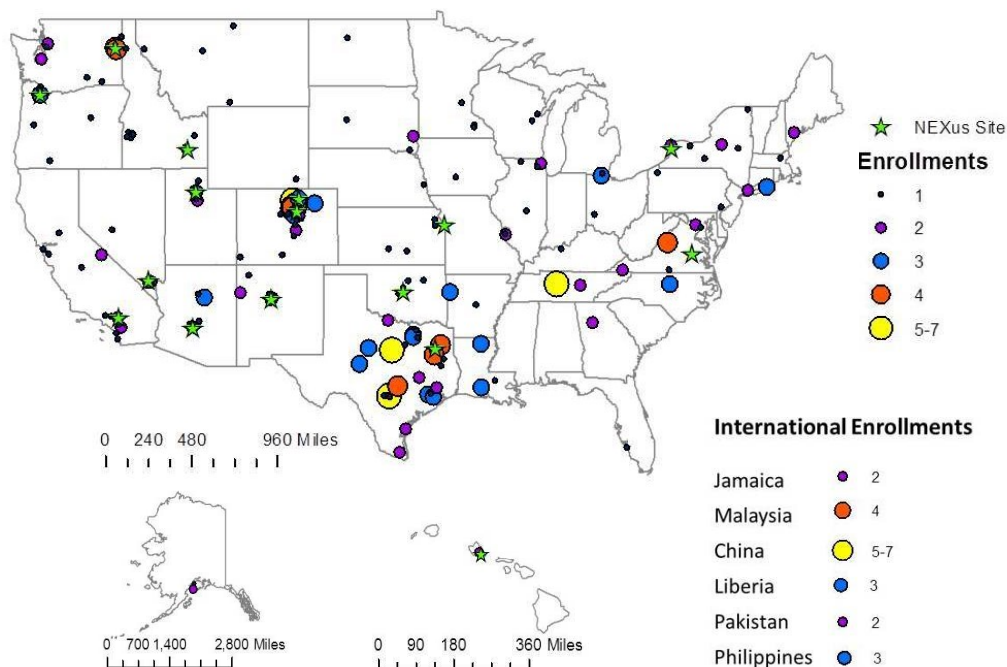 NEXus Site
Enrollments
1
2
3
4
5-7
0 240 480 960 Miles
International Enrollments
Jamaica 2
Malaysia 4
China 5-7
Liberia 3
Pakistan 2
Philippines 3
0 700 1,400 2,800 Miles
0 90 180 360 Miles